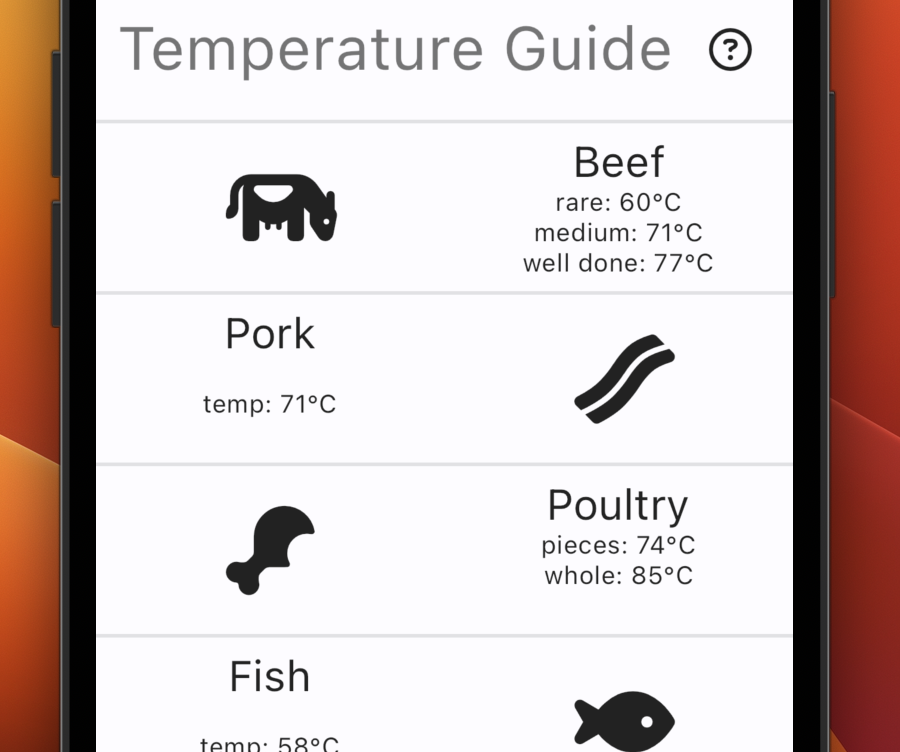 Temperature Guide
Beef
rare: 60°C
medium: 71°C
well done: 77°C
Pork
temp: 71°C
Poultry
pieces: 74°C
whole: 85°C
Fish
temp: 58°C